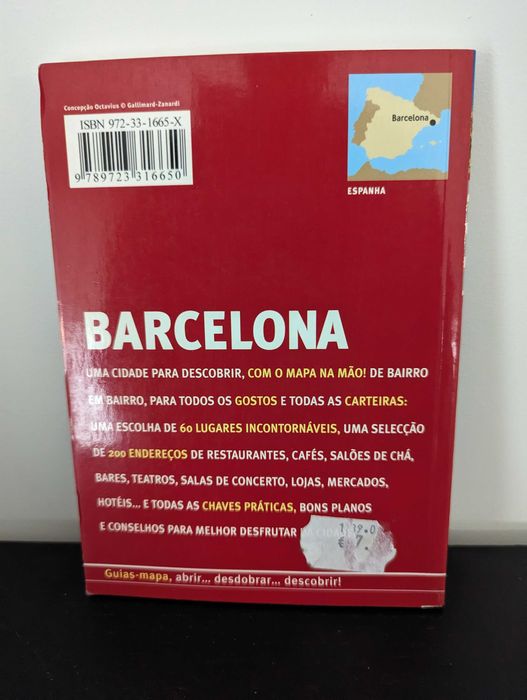 Concepção Octavius © Gallimard-Zanardi
ISBN 972-33-1665-X
9 789723 316650
Barcelona
ESPANHA
BARCELONA
UMA CIDADE PARA DESCOBRIR, COM O MAPA NA MÃO! DE BAIRRO
EM BAIRRO, PARA TODOS OS GOSTOS E TODAS AS CARTEIRAS:
UMA ESCOLHA DE 60 LUGARES INCONTORNÁVEIS, UMA SELECÇÃO
DE 200 ENDEREÇOS DE RESTAURANTES, CAFÉS, SALÕES DE CHÁ,
BARES, TEATROS, SALAS DE CONCERTO, LOJAS, MERCADOS,
HOTÉIS... E TODAS AS CHAVES PRÁTICAS, BONS PLANOS
E CONSELHOS PARA MELHOR DESFRUTAR
Guias-mapa, abrir... desdobrar... descobrir!